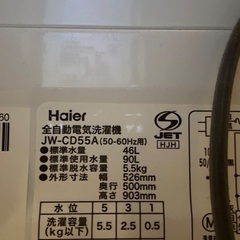 60
Haier
全自動電気洗濯機
JW-CD55A(50-60Hz用)
JET
HJH
●標準水量 46L
●標準使用水量 90L
●標準脱水容量 5.5kg
●外形寸法 幅 526mm
奥行 500mm
高さ 903mm
水位 5 3 1
洗濯容量(kg以下) 5.5 2.5 0.5